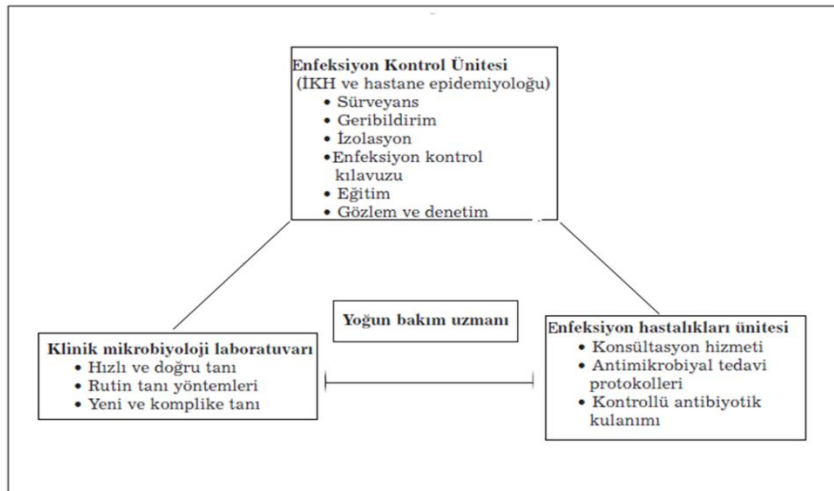 Enfeksiyon Kontrol Ünitesi
(İKH ve hastane epidemiyoloğu)
• Sürveyans
• Geribildirim
• İzolasyon
•Enfeksiyon kontrol
kılavuzu
• Eğitim
• Gözlem ve denetim
Yoğun bakım uzmanı
Klinik mikrobiyoloji laboratuvarı
• Hızlı ve doğru tanı
• Rutin tanı yöntemleri
• Yeni ve komplike tanı
Enfeksiyon hastalıkları ünitesi
• Konsültasyon hizmeti
• Antimikrobiyal tedavi
protokolleri
• Kontrollü antibiyotik
kulanımı